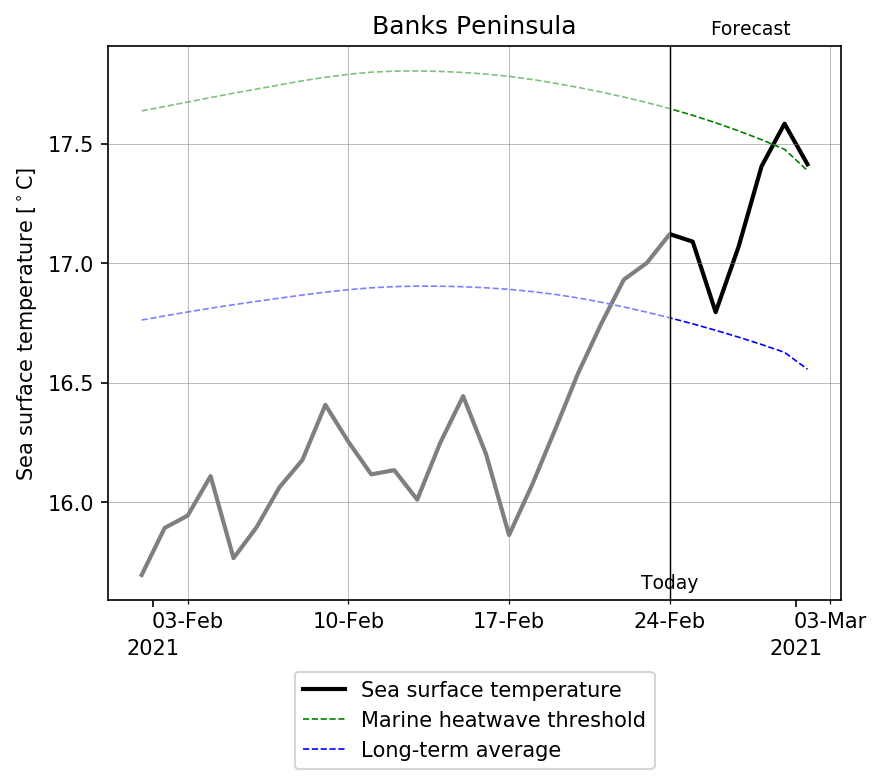 Banks Peninsula
Forecast
Sea surface temperature [°C]
17.5
17.0
16.5
16.0
Today
03-Feb
10-Feb
17-Feb
24-Feb
03-Mar
2021
2021
Sea surface temperature
Marine heatwave threshold
Long-term average